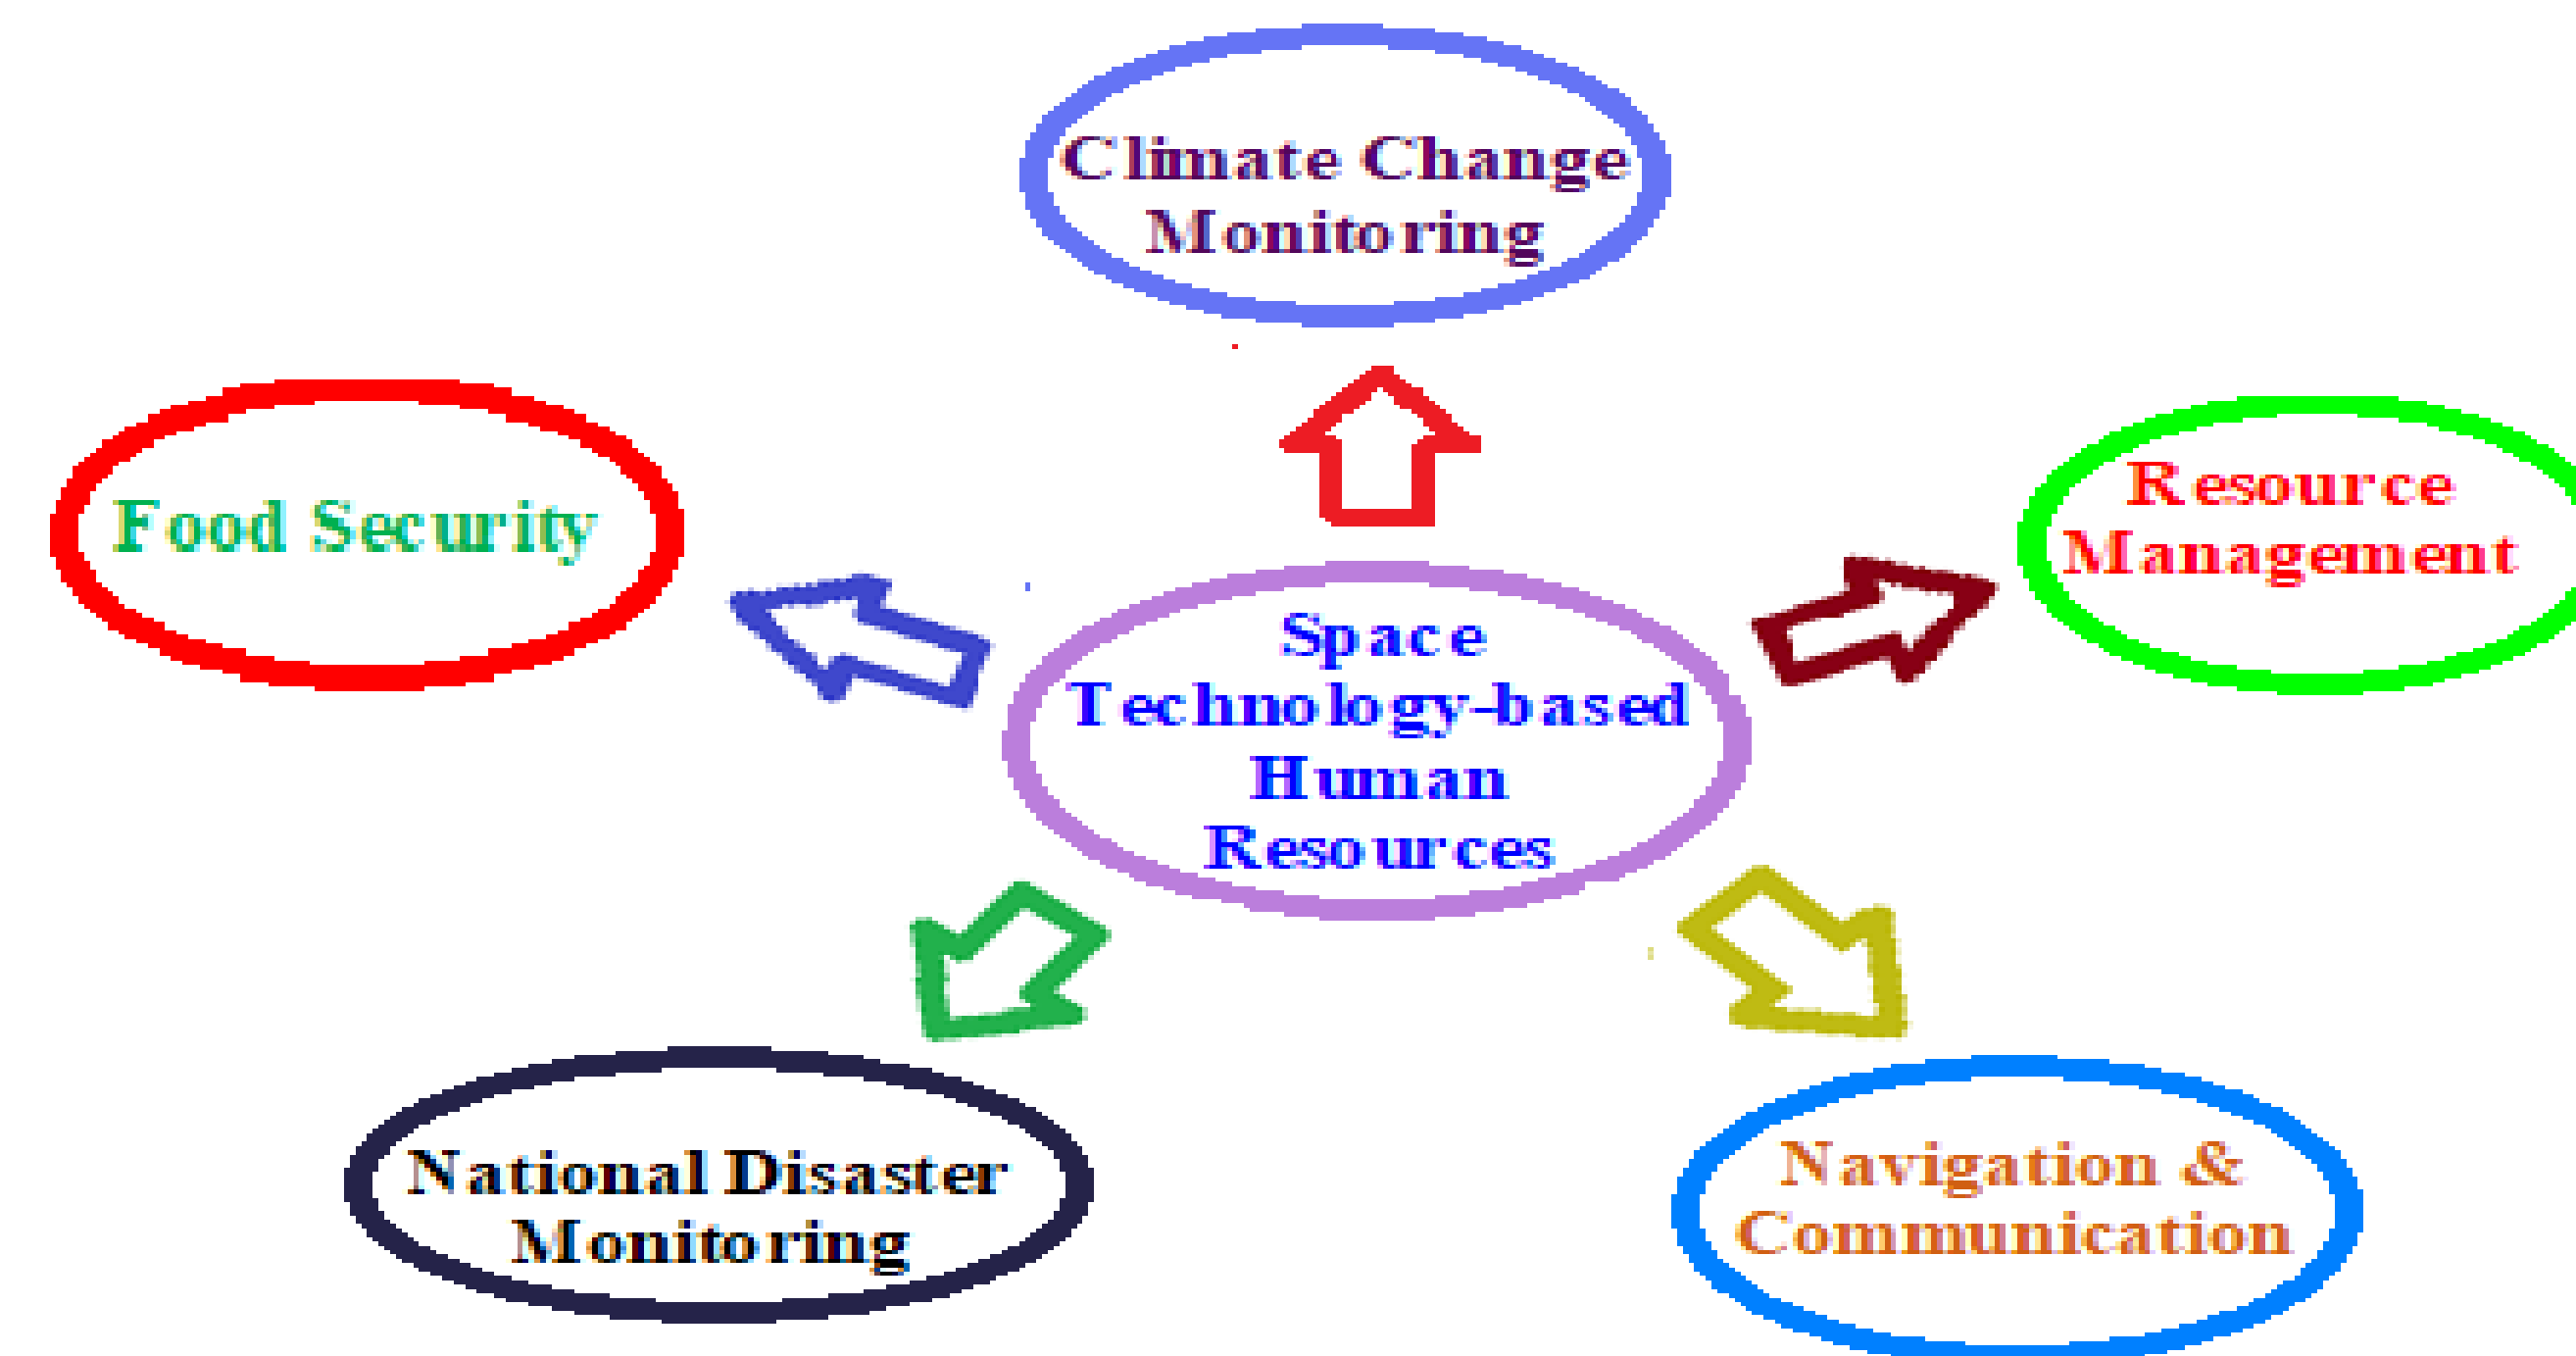 Climate Change
Monitoring
Food Security
Resource
Management
Space
Technology-based
Human
Resources
National Disaster
Monitoring
Navigation &
Communication